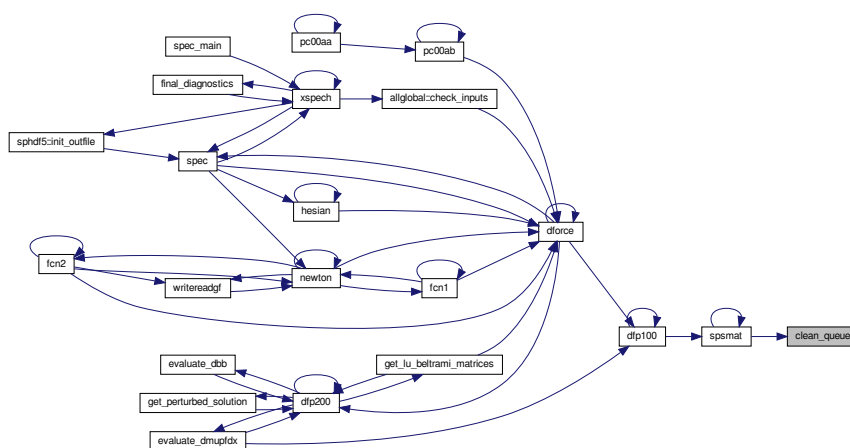 pc00aa
pc00ab
spec_main
final_diagnostics
xspech
allglobal::check_inputs
sphdf5::init_outfile
spec
hesian
dforce
fcn2
writereadgf
newton
fcn1
dfp100
spsmat
clean_queue
evaluate_dbb
get_lu_beltrami_matrices
get_perturbed_solution
dfp200
evaluate_dmupfdx